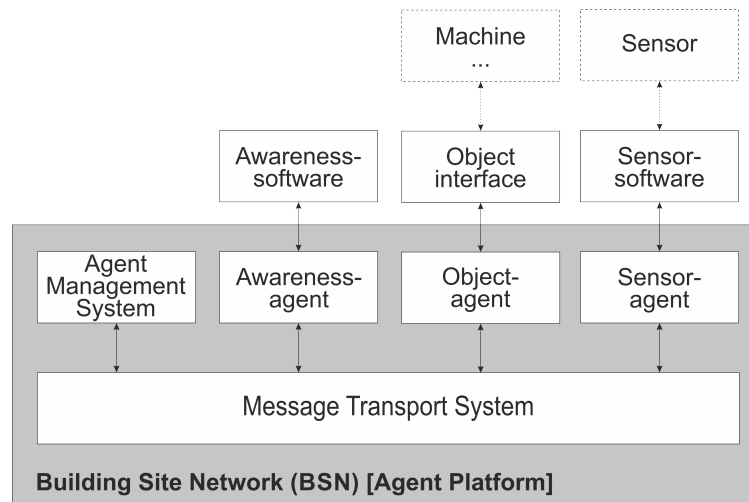 Machine
...
Sensor
Awareness-
software
Object
interface
Sensor-
software
Agent
Management
System
Awareness-
agent
Object-
agent
Sensor-
agent
Message Transport System
Building Site Network (BSN) [Agent Platform]